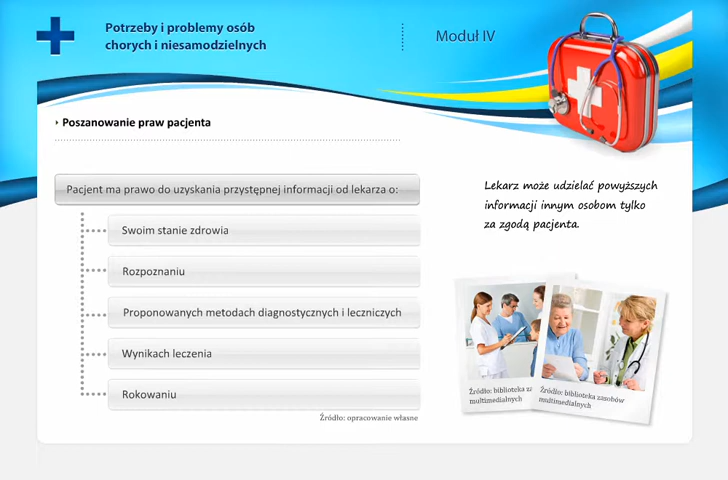 Potrzeby i problemy osób
chorych i niesamodzielnych
Moduł IV
Poszanowanie praw pacjenta
Pacjent ma prawo do uzyskania przystępnej informacji od lekarza o:
Swoim stanie zdrowia
Rozpoznaniu
Proponowanych metodach diagnostycznych i leczniczych
Wynikach leczenia
Rokowaniu
Źródło: opracowanie własne
Lekarz może udzielać powyższych
informacji innym osobom tylko
za zgodą pacjenta.
Źródło: biblioteka za
multimedialnych
Źródło: biblioteka zasobów
multimedialnych